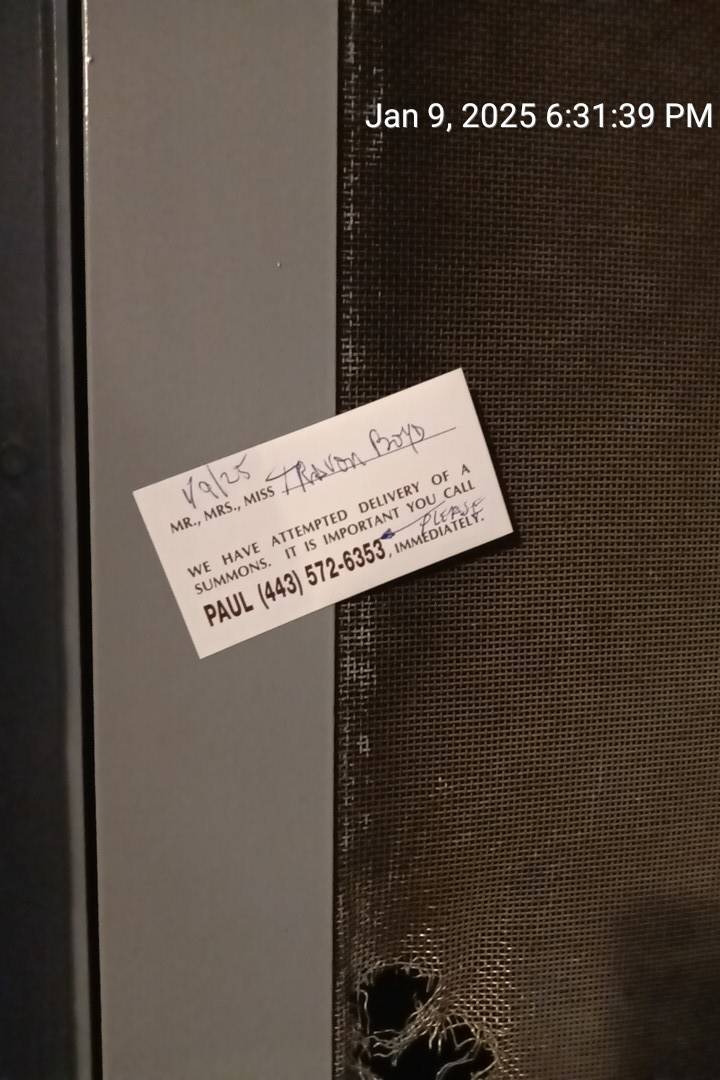 Jan 9, 2025 6:31:39 PM
1/9/25
MR., MRS., MISS TRAVON BOYD
WE HAVE ATTEMPTED DELIVERY OF A
SUMMONS. IT IS IMPORTANT YOU CALL
PLEASE
PAUL (443) 572-6353, IMMEDIATELY.